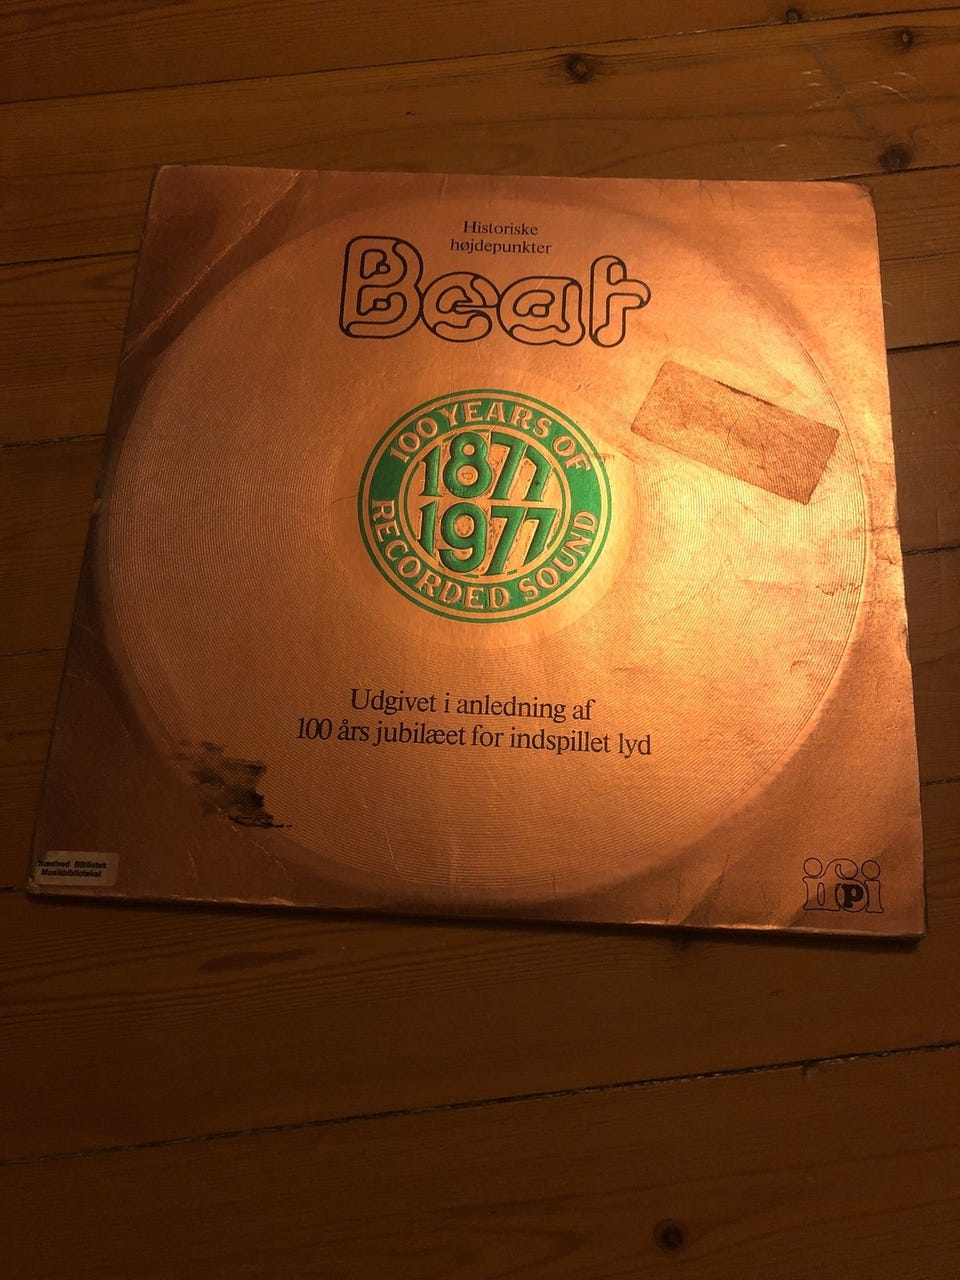 Historiske
højdepunkter
Beat
100 YEARS OF
1877
1977
RECORDED SOUND
Udgivet i anledning af
100 års jubilæet for indspillet lyd
Næstved Bibliotek
Musikbiblioteket
ifpi